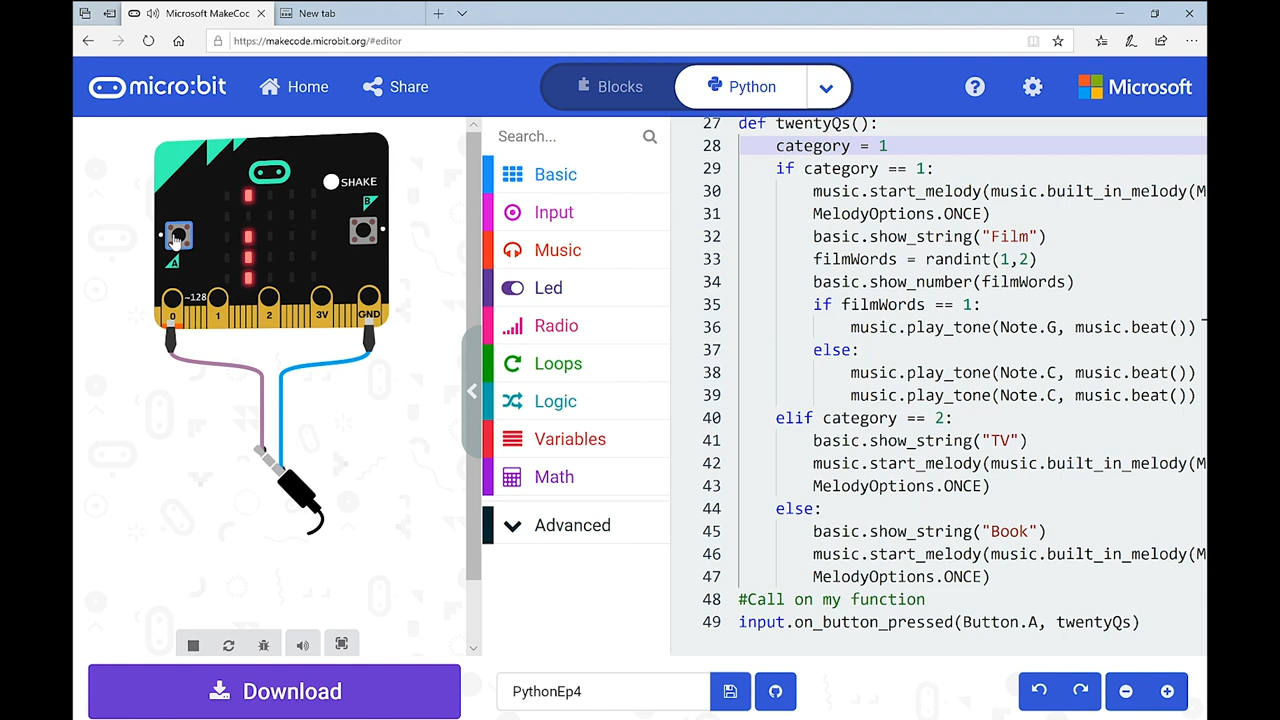 Microsoft MakeCoc
New tab
https://makecode.microbit.org/#editor
micro:bit
Home
Share
Blocks
Python
Microsoft
SHAKE
B
A
~128
0
1
2
3V
GND
Search...
Basic
Input
Music
Led
Radio
Loops
Logic
Variables
Math
Advanced
27 def twentyQs():
28 category = 1
29 if category == 1:
30 music.start_melody(music.built_in_melody(M
31 MelodyOptions.ONCE)
32 basic.show_string("Film")
33 filmWords = randint(1,2)
34 basic.show_number(filmWords)
35 if filmWords == 1:
36 music.play_tone(Note.G, music.beat())
37 else:
38 music.play_tone(Note.C, music.beat())
39 music.play_tone(Note.C, music.beat())
40 elif category == 2:
41 basic.show_string("TV")
42 music.start_melody(music.built_in_melody(M
43 MelodyOptions.ONCE)
44 else:
45 basic.show_string("Book")
46 music.start_melody(music.built_in_melody(M
47 MelodyOptions.ONCE)
48 #Call on my function
49 input.on_button_pressed(Button.A, twentyQs)
Download
PythonEp4